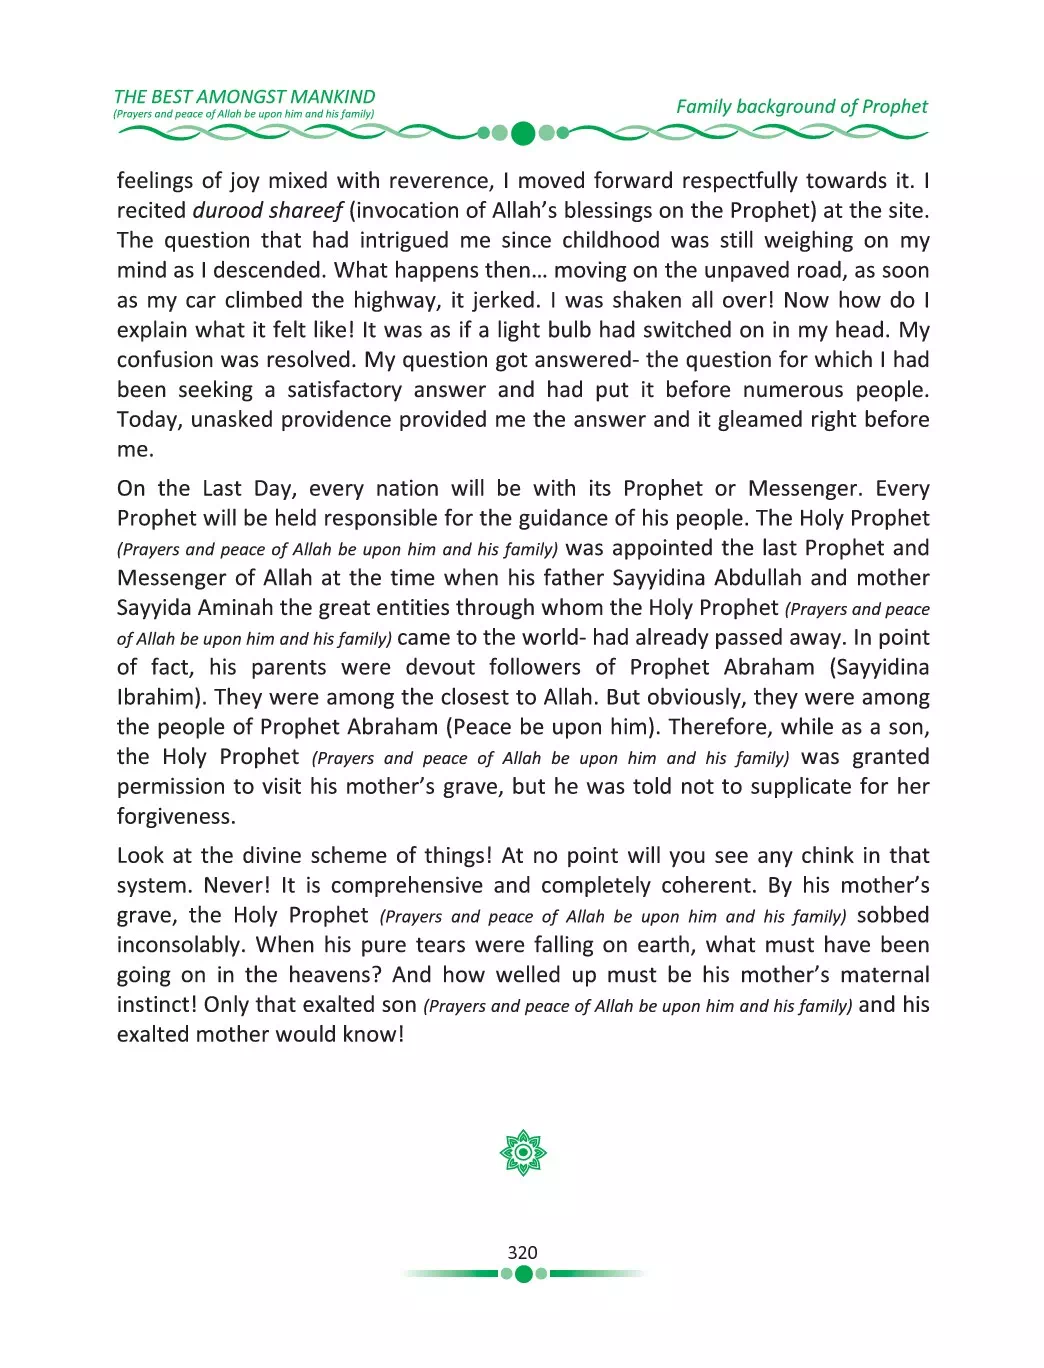 THE BEST AMONGST MANKIND
(Prayers and peace of Allah be upon him and his family)
Family background of Prophet
feelings of joy mixed with reverence, I moved forward respectfully towards it. I
recited durood shareef (invocation of Allah’s blessings on the Prophet) at the site.
The question that had intrigued me since childhood was still weighing on my
mind as I descended. What happens then… moving on the unpaved road, as soon
as my car climbed the highway, it jerked. I was shaken all over! Now how do I
explain what it felt like! It was as if a light bulb had switched on in my head. My
confusion was resolved. My question got answered- the question for which I had
been seeking a satisfactory answer and had put it before numerous people.
Today, unasked providence provided me the answer and it gleamed right before
me.
On the Last Day, every nation will be with its Prophet or Messenger. Every
Prophet will be held responsible for the guidance of his people. The Holy Prophet
(Prayers and peace of Allah be upon him and his family) was appointed the last Prophet and
Messenger of Allah at the time when his father Sayyidina Abdullah and mother
Sayyida Aminah the great entities through whom the Holy Prophet (Prayers and peace
of Allah be upon him and his family) came to the world- had already passed away. In point
of fact, his parents were devout followers of Prophet Abraham (Sayyidina
Ibrahim). They were among the closest to Allah. But obviously, they were among
the people of Prophet Abraham (Peace be upon him). Therefore, while as a son,
the Holy Prophet (Prayers and peace of Allah be upon him and his family) was granted
permission to visit his mother’s grave, but he was told not to supplicate for her
forgiveness.
Look at the divine scheme of things! At no point will you see any chink in that
system. Never! It is comprehensive and completely coherent. By his mother’s
grave, the Holy Prophet (Prayers and peace of Allah be upon him and his family) sobbed
inconsolably. When his pure tears were falling on earth, what must have been
going on in the heavens? And how welled up must be his mother’s maternal
instinct! Only that exalted son (Prayers and peace of Allah be upon him and his family) and his
exalted mother would know!
320